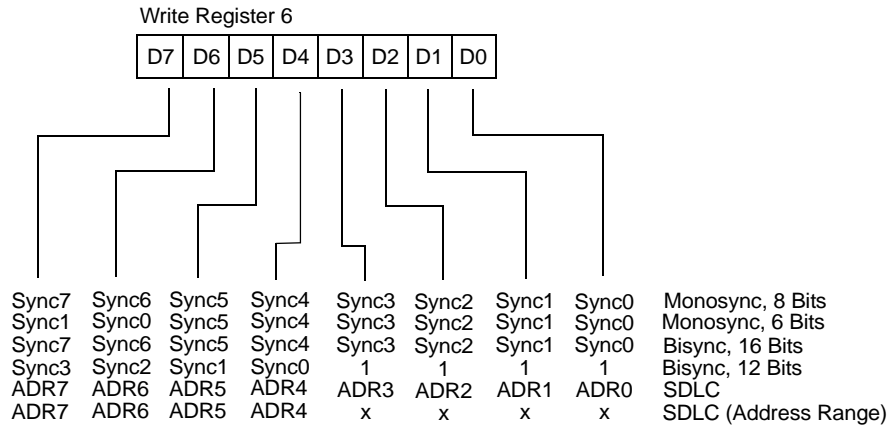 Write Register 6
D7 D6 D5 D4 D3 D2 D1 D0
Sync7 Sync6 Sync5 Sync4 Sync3 Sync2 Sync1 Sync0 Monosync, 8 Bits
Sync1 Sync0 Sync5 Sync4 Sync3 Sync2 Sync1 Sync0 Monosync, 6 Bits
Sync7 Sync6 Sync5 Sync4 Sync3 Sync2 Sync1 Sync0 Bisync, 16 Bits
Sync3 Sync2 Sync1 Sync0 1 1 1 1 Bisync, 12 Bits
ADR7 ADR6 ADR5 ADR4 ADR3 ADR2 ADR1 ADR0 SDLC
ADR7 ADR6 ADR5 ADR4 x x x x SDLC (Address Range)